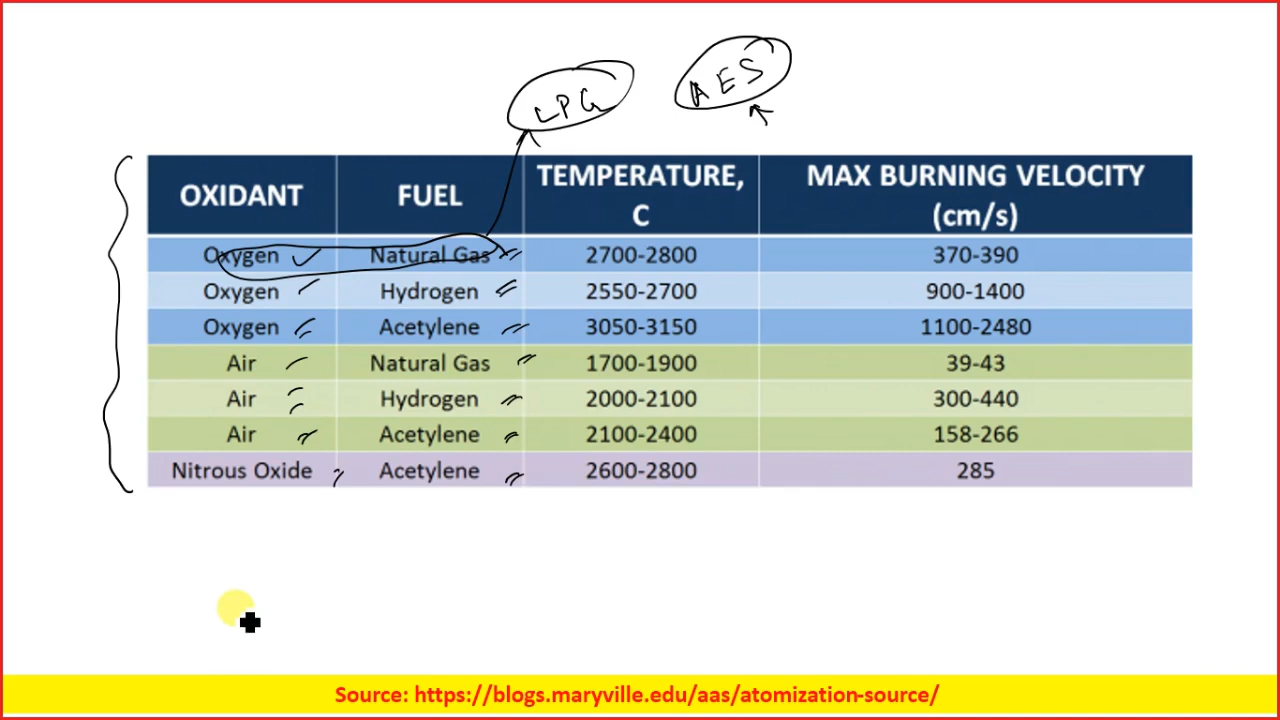 LPG
AES
OXIDANT FUEL TEMPERATURE, C MAX BURNING VELOCITY (cm/s)
Oxygen Natural Gas 2700-2800 370-390
Oxygen Hydrogen 2550-2700 900-1400
Oxygen Acetylene 3050-3150 1100-2480
Air Natural Gas 1700-1900 39-43
Air Hydrogen 2000-2100 300-440
Air Acetylene 2100-2400 158-266
Nitrous Oxide Acetylene 2600-2800 285
Source: https://blogs.maryville.edu/aas/atomization-source/